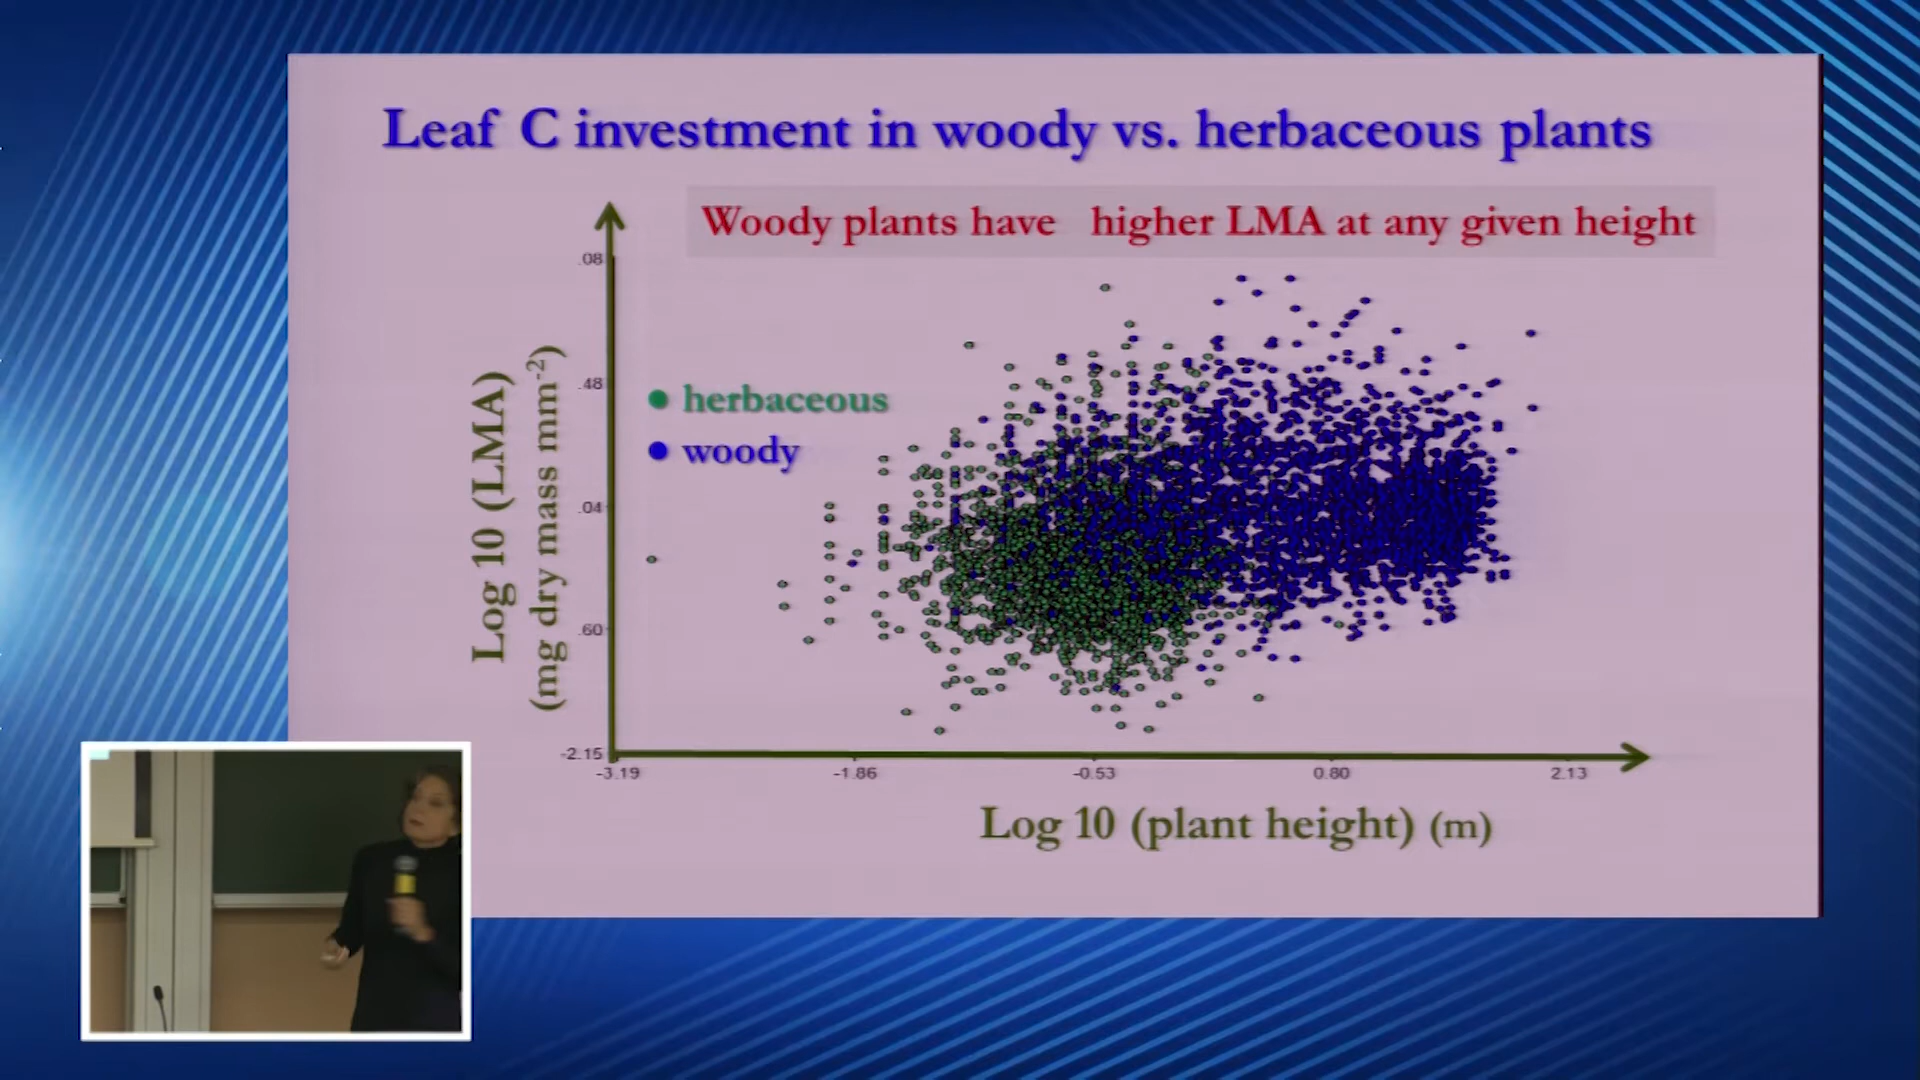 Leaf C investment in woody vs. herbaceous plants
Woody plants have higher LMA at any given height
.08
.48
.04
.60
-2.15
Log 10 (LMA)
(mg dry mass mm-2)
herbaceous
woody
-3.19 -1.86 -0.53 0.80 2.13
Log 10 (plant height) (m)